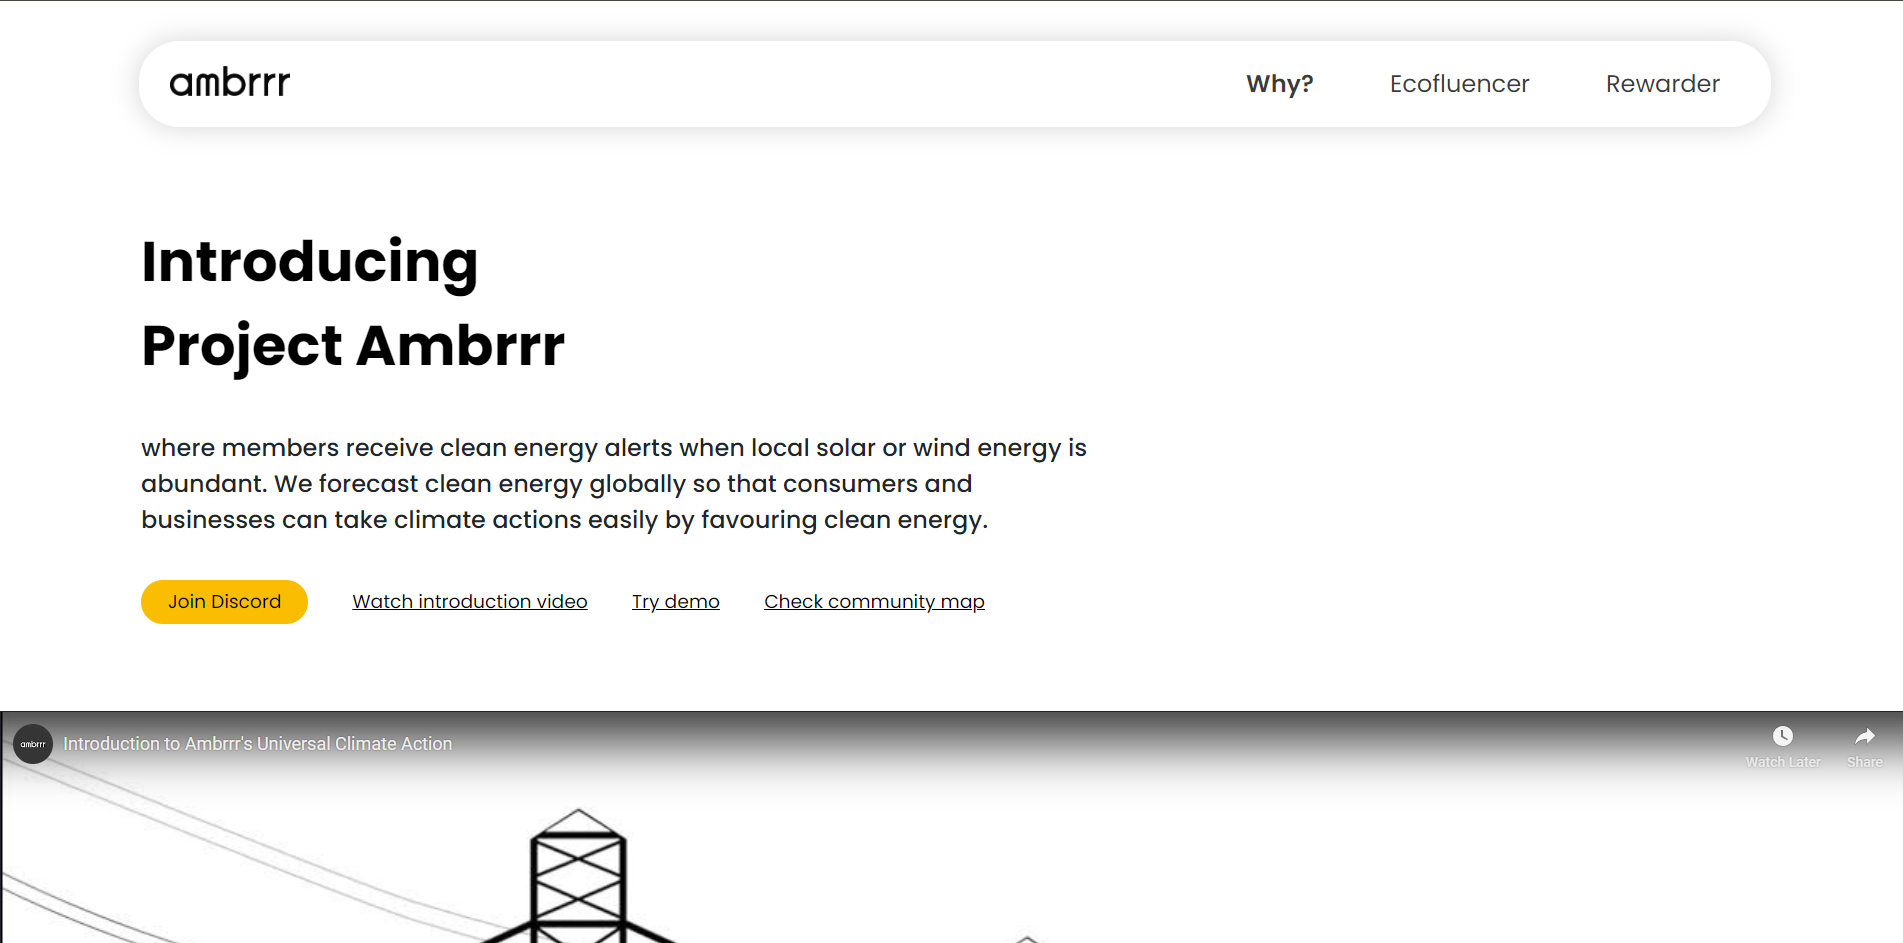 ambrrr
Why? Ecofluencer Rewarder
Introducing
Project Ambrrr
where members receive clean energy alerts when local solar or wind energy is
abundant. We forecast clean energy globally so that consumers and
businesses can take climate actions easily by favouring clean energy.
Join Discord Watch introduction video Try demo Check community map
ambrrr Introduction to Ambrrr's Universal Climate Action
Watch Later Share